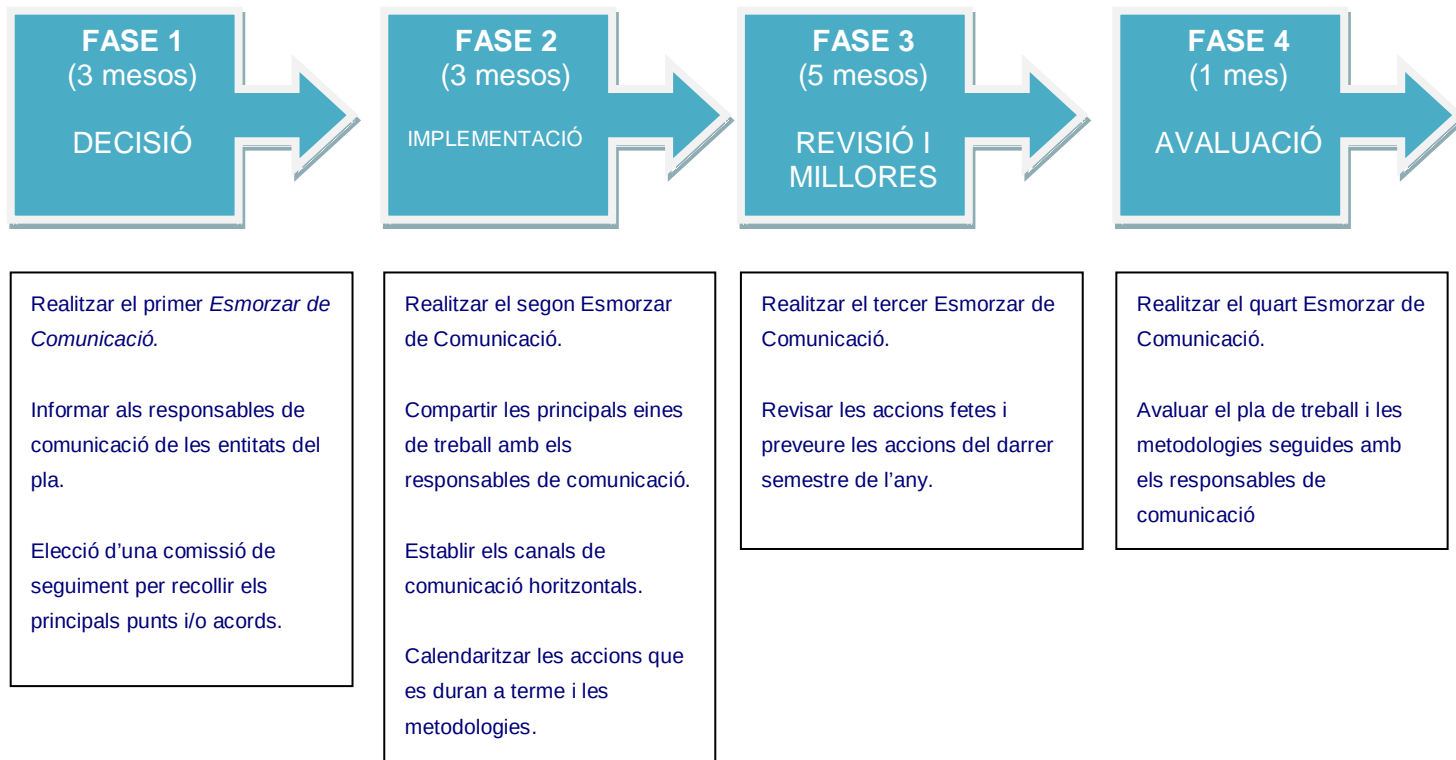 FASE 1
(3 mesos)
DECISIÓ
FASE 2
(3 mesos)
IMPLEMENTACIÓ
FASE 3
(5 mesos)
REVISIÓ I
MILLORES
FASE 4
(1 mes)
AVALUACIÓ
Realitzar el primer Esmorzar de
Comunicació.
Informar als responsables de
comunicació de les entitats del
pla.
Elecció d'una comissió de
seguiment per recollir els
principals punts i/o acords.
Realitzar el segon Esmorzar
de Comunicació.
Compartir les principals eines
de treball amb els
responsables de comunicació.
Establir els canals de
comunicació horitzontals.
Calendaritzar les accions que
es duran a terme i les
metodologies.
Realitzar el tercer Esmorzar de
Comunicació.
Revisar les accions fetes i
preveure les accions del darrer
semestre de l'any.
Realitzar el quart Esmorzar de
Comunicació.
Avaluar el pla de treball i les
metodologies seguides amb
els responsables de
comunicació